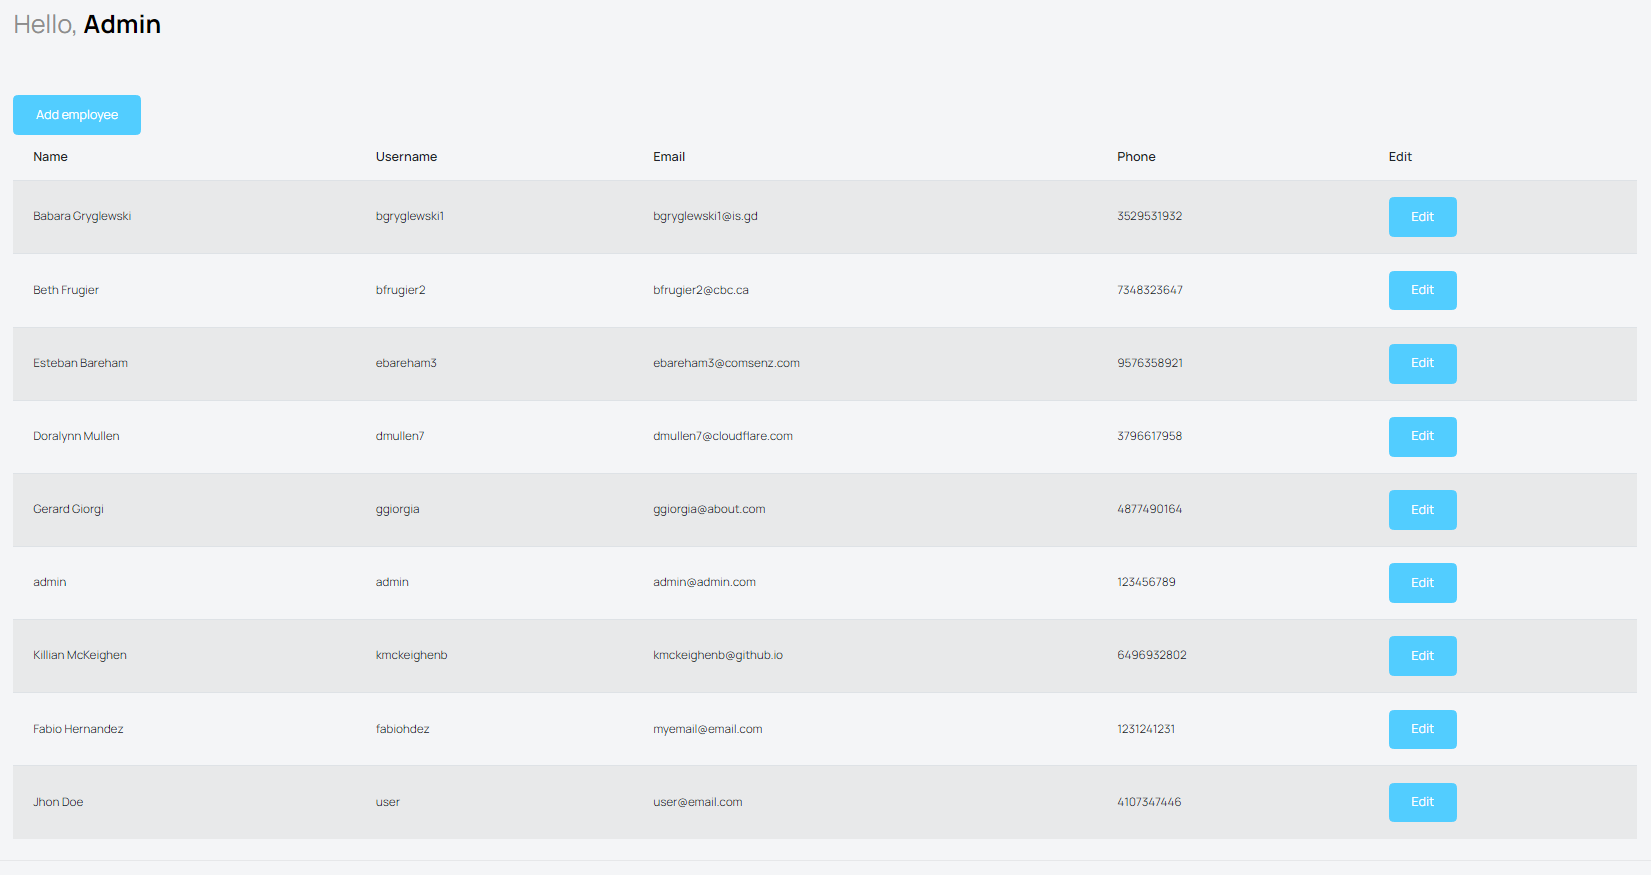 Hello, Admin
Add employee
Name Username Email Phone Edit
Babara Gryglewski bgryglewski1 bgryglewski1@is.gd 3529531932 Edit
Beth Frugier bfrugier2 bfrugier2@cbc.ca 7348323647 Edit
Esteban Bareham ebareham3 ebareham3@comsenz.com 9576358921 Edit
Doralynn Mullen dmullen7 dmullen7@cloudflare.com 3796617958 Edit
Gerard Giorgi ggiorgia ggiorgia@about.com 4877490164 Edit
admin admin admin@admin.com 123456789 Edit
Killian McKeighen kmckeighenb kmckeighenb@github.io 6496932802 Edit
Fabio Hernandez fabiohdez myemail@email.com 1231241231 Edit
Jhon Doe user user@email.com 4107347446 Edit